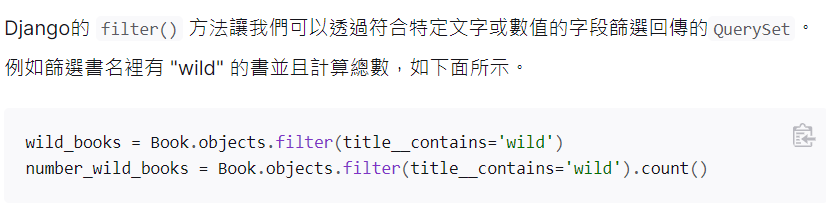 Django的 filter() 方法讓我們可以透過符合特定文字或數值的字段篩選回傳的 QuerySet 。
例如篩選書名裡有 "wild" 的書並且計算總數，如下面所示。
wild_books = Book.objects.filter(title__contains='wild')
number_wild_books = Book.objects.filter(title__contains='wild').count()